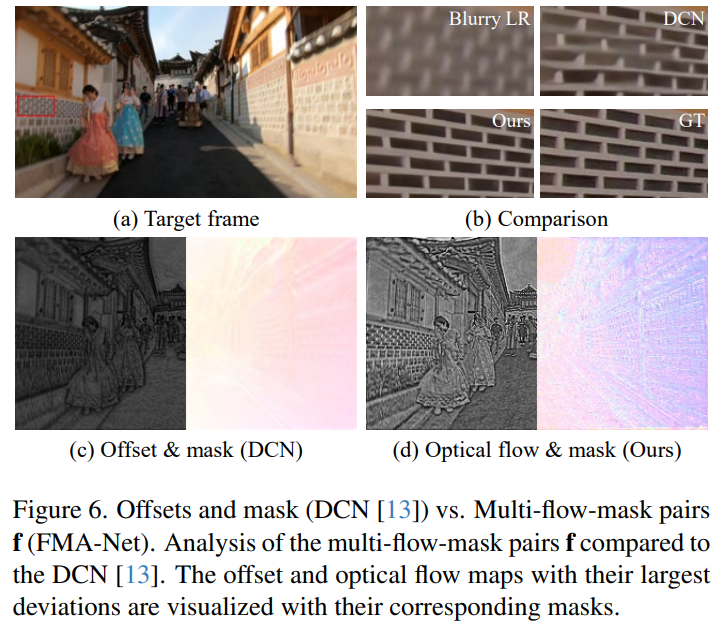 Blurry LR
DCN
Ours
GT
(a) Target frame
(b) Comparison
(c) Offset & mask (DCN)
(d) Optical flow & mask (Ours)
Figure 6. Offsets and mask (DCN [13]) vs. Multi-flow-mask pairs
f (FMA-Net). Analysis of the multi-flow-mask pairs f compared to
the DCN [13]. The offset and optical flow maps with their largest
deviations are visualized with their corresponding masks.